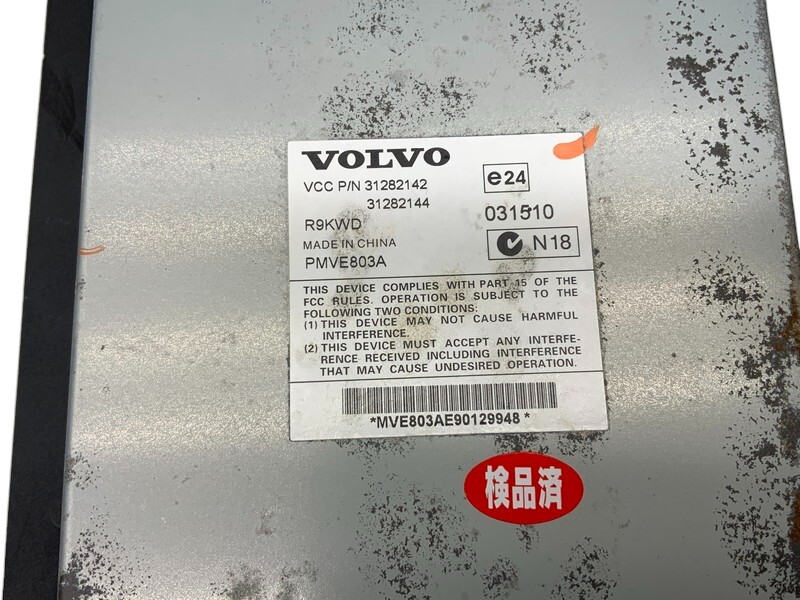 VOLVO
VCC P/N 31282142
31282144
e24
R9KWD
031510
MADE IN CHINA
N18
PMVE803A
THIS DEVICE COMPLIES WITH PART 15 OF THE
FCC RULES. OPERATION IS SUBJECT TO THE
FOLLOWING TWO CONDITIONS:
(1) THIS DEVICE MAY NOT CAUSE HARMFUL
INTERFERENCE.
(2) THIS DEVICE MUST ACCEPT ANY INTERFE-
RENCE RECEIVED INCLUDING INTERFERENCE
THAT MAY CAUSE UNDESIRED OPERATION.
*MVE803AE90129948*
検品済